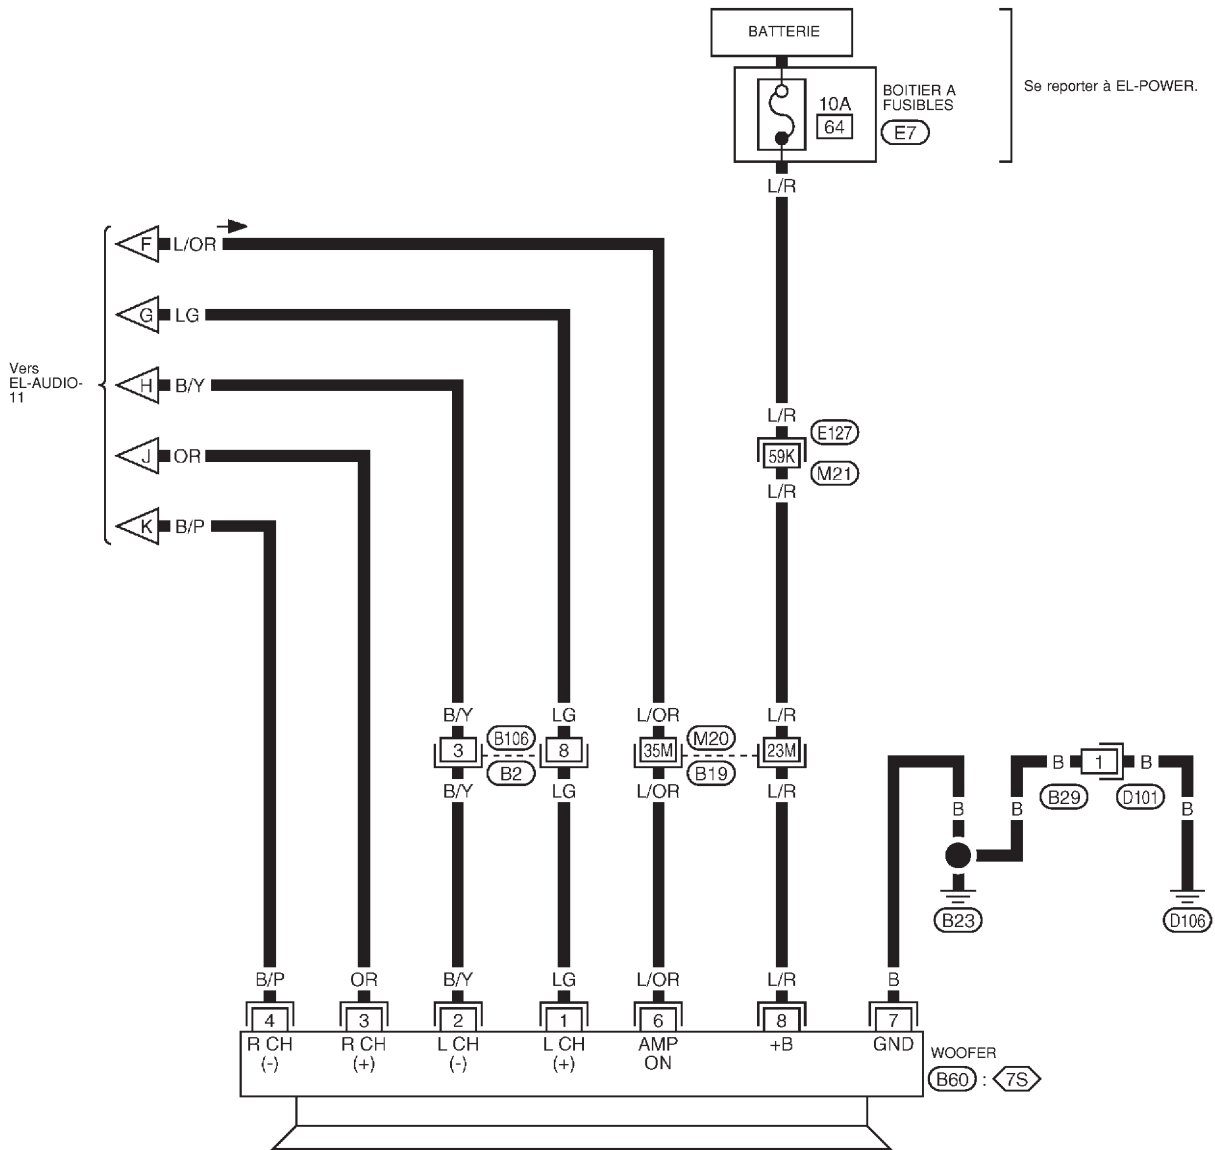 BATTERIE
10A
64
BOITIER A
FUSIBLES
E7
Se reporter à EL-POWER.
L/R
F
L/OR
G
LG
Vers
EL-AUDIO-
11
H
B/Y
J
OR
K
B/P
L/R
E127
59K
M21
L/R
B/Y
LG
L/OR
L/R
3
B106
B2
8
35M
M20
B19
23M
B/Y
LG
L/OR
L/R
B
1
B
B29
D101
B
B
B
B23
D106
B/P
OR
B/Y
LG
L/OR
L/R
B
4
3
2
1
6
8
7
R CH
(-)
R CH
(+)
L CH
(-)
L CH
(+)
AMP
ON
+B
GND
WOOFER
B60 : 7S